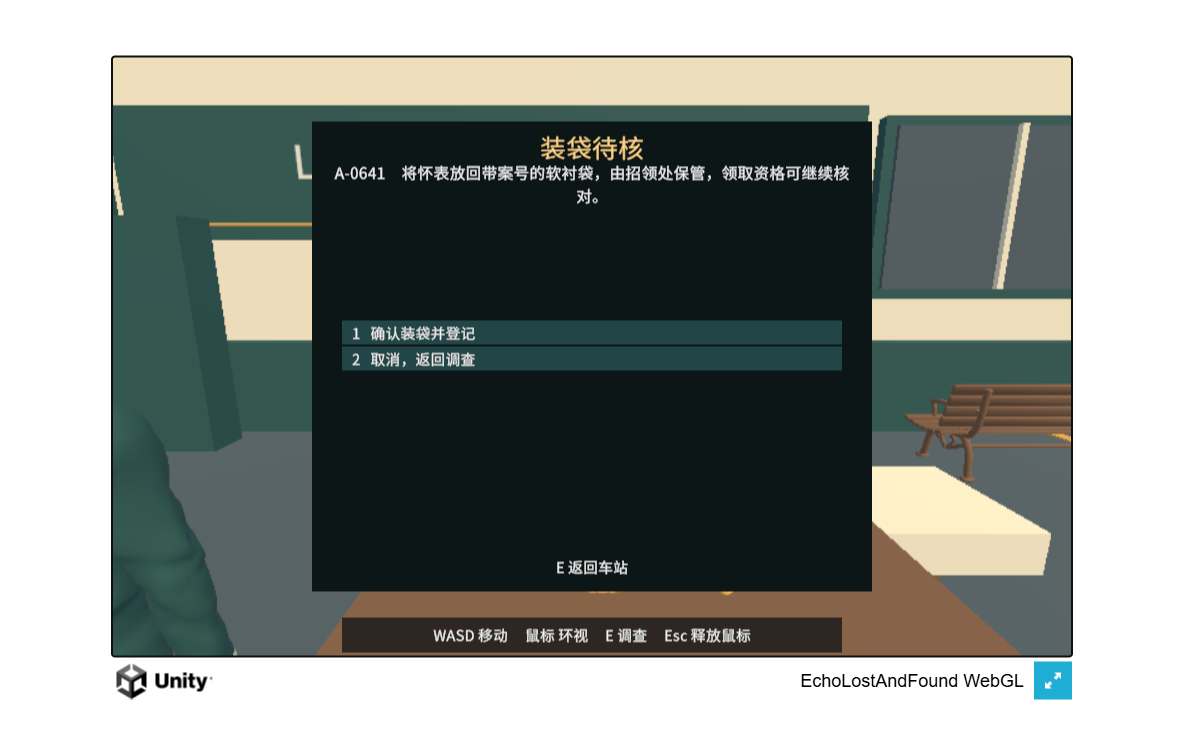 L
装袋待核
A-0641 将怀表放回带案号的软衬袋，由招领处保管，领取资格可继续核
对。
1 确认装袋并登记
2 取消，返回调查
E 返回车站
WASD 移动 鼠标 环视 E 调查 Esc 释放鼠标
Unity
EchoLostAndFound WebGL